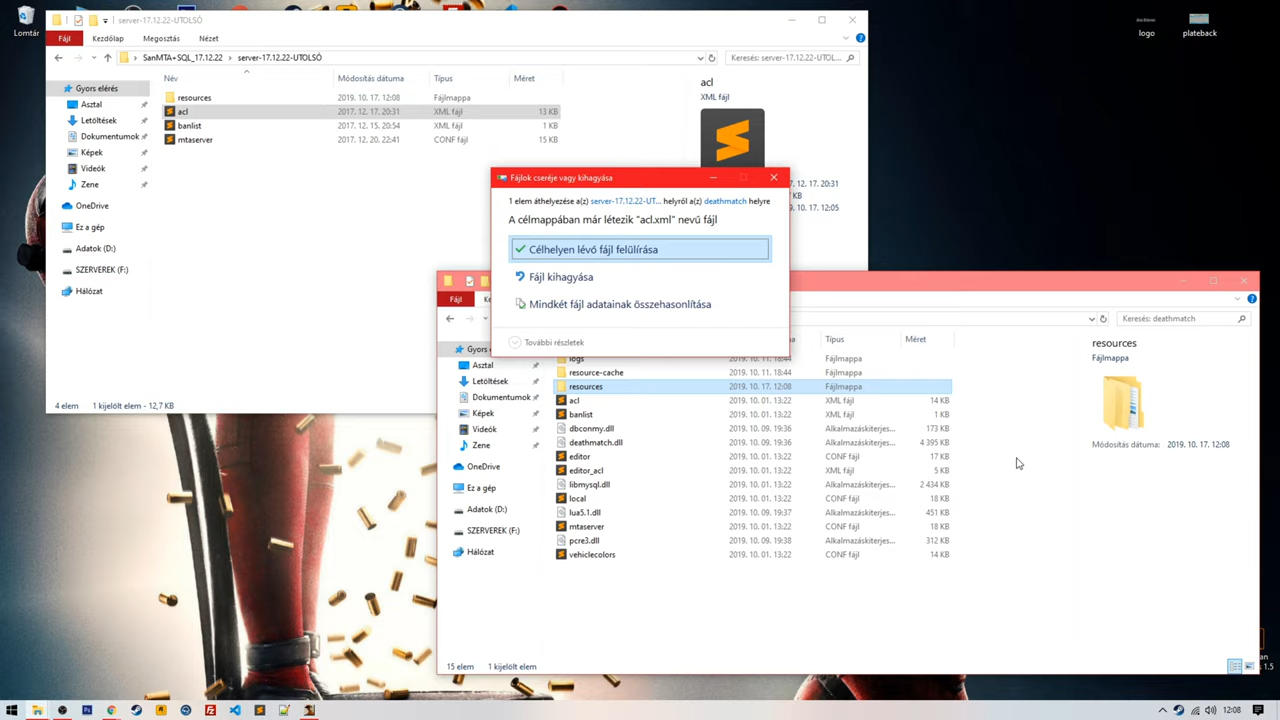 Lomtár
logo
plateback
server-17.12.22-UTOLSÓ
Fájl
Kezdőlap
Megosztás
Nézet
SanMTA+SQL_17.12.22 > server-17.12.22-UTOLSÓ
Keresés: server-17.12.22-UTOL...
Név
Módosítás dátuma
Típus
Méret
Gyors elérés
Asztal
Letöltések
Dokumentumok
Képek
Videók
Zene
OneDrive
Ez a gép
Adatok (D:)
SZERVEREK (F:)
Hálózat
resources 2019. 10. 17. 12:08 Fájlmappa
acl 2017. 12. 17. 20:31 XML fájl 13 KB
banlist 2017. 12. 15. 20:54 XML fájl 1 KB
mtaserver 2017. 12. 20. 22:41 CONF fájl 15 KB
acl
XML fájl
12. 17. 20:31
KB
10. 17. 12:05
4 elem
1 kijelölt elem – 12,7 KB
Fájlok cseréje vagy kihagyása
1 elem áthelyezése a(z) server-17.12.22-UT... helyről a(z) deathmatch helyre
A célmappában már létezik "acl.xml" nevű fájl
Célhelyen lévő fájl felülírása
Fájl kihagyása
Mindkét fájl adatainak összehasonlítása
További részletek
Fájl
Ke
Keresés: deathmatch
Típus
Méret
Gyors e
Asztal
Letöltések
Dokumentumok
Képek
Videók
Zene
OneDrive
Ez a gép
Adatok (D:)
SZERVEREK (F:)
Hálózat
logs 2019. 10. 11. 18:44 Fájlmappa
resource-cache 2019. 10. 11. 18:44 Fájlmappa
resources 2019. 10. 17. 12:08 Fájlmappa
acl 2019. 10. 01. 13:22 XML fájl 14 KB
banlist 2019. 10. 01. 13:22 XML fájl 1 KB
dbconmy.dll 2019. 10. 09. 19:36 Alkalmazáskiterjes... 173 KB
deathmatch.dll 2019. 10. 09. 19:36 Alkalmazáskiterjes... 4 395 KB
editor 2019. 10. 01. 13:22 CONF fájl 17 KB
editor_acl 2019. 10. 01. 13:22 XML fájl 5 KB
libmysql.dll 2019. 10. 01. 13:22 Alkalmazáskiterjes... 2 434 KB
local 2019. 10. 01. 13:22 CONF fájl 18 KB
lua5.1.dll 2019. 10. 09. 19:37 Alkalmazáskiterjes... 451 KB
mtaserver 2019. 10. 01. 13:22 CONF fájl 18 KB
pcre3.dll 2019. 10. 09. 19:38 Alkalmazáskiterjes... 312 KB
vehiclecolors 2019. 10. 01. 13:22 CONF fájl 14 KB
resources
Fájlmappa
Módosítás dátuma: 2019. 10. 17. 12:08
15 elem
1 kijelölt elem
an
1.5
12:08